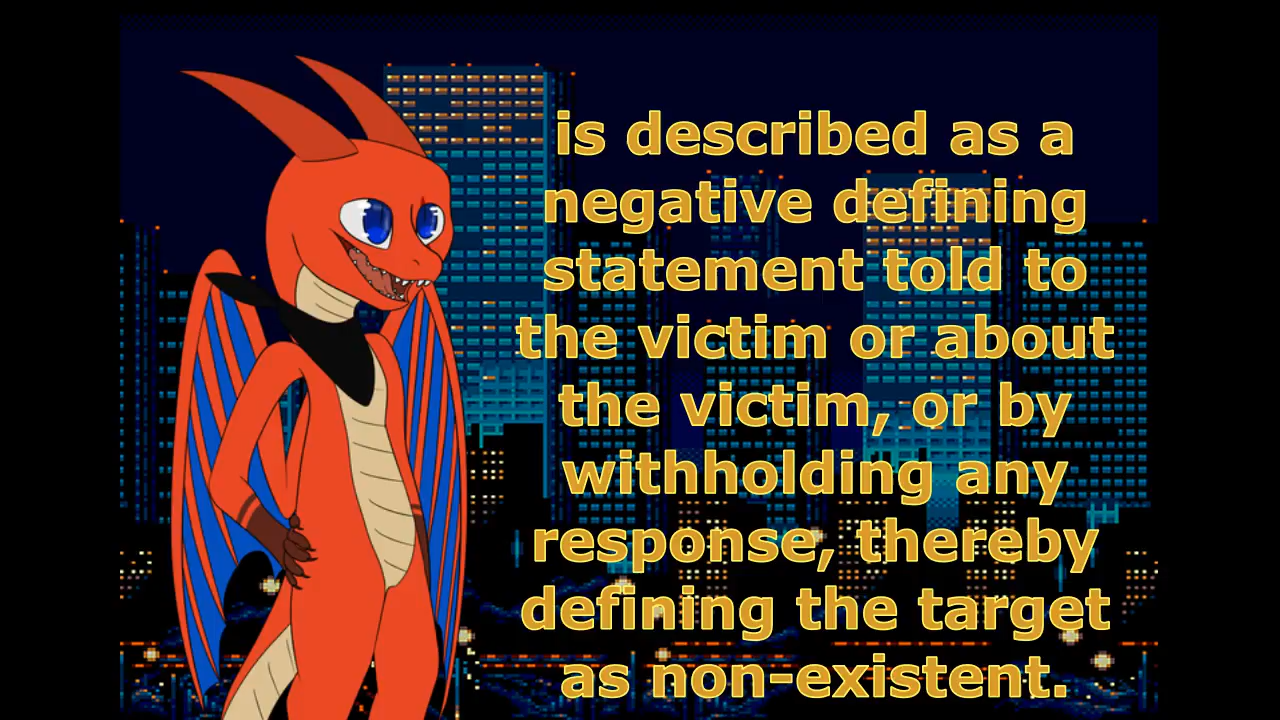 is described as a
negative defining
statement told to
the victim or about
the victim, or by
withholding any
response, thereby
defining the target
as non-existent.